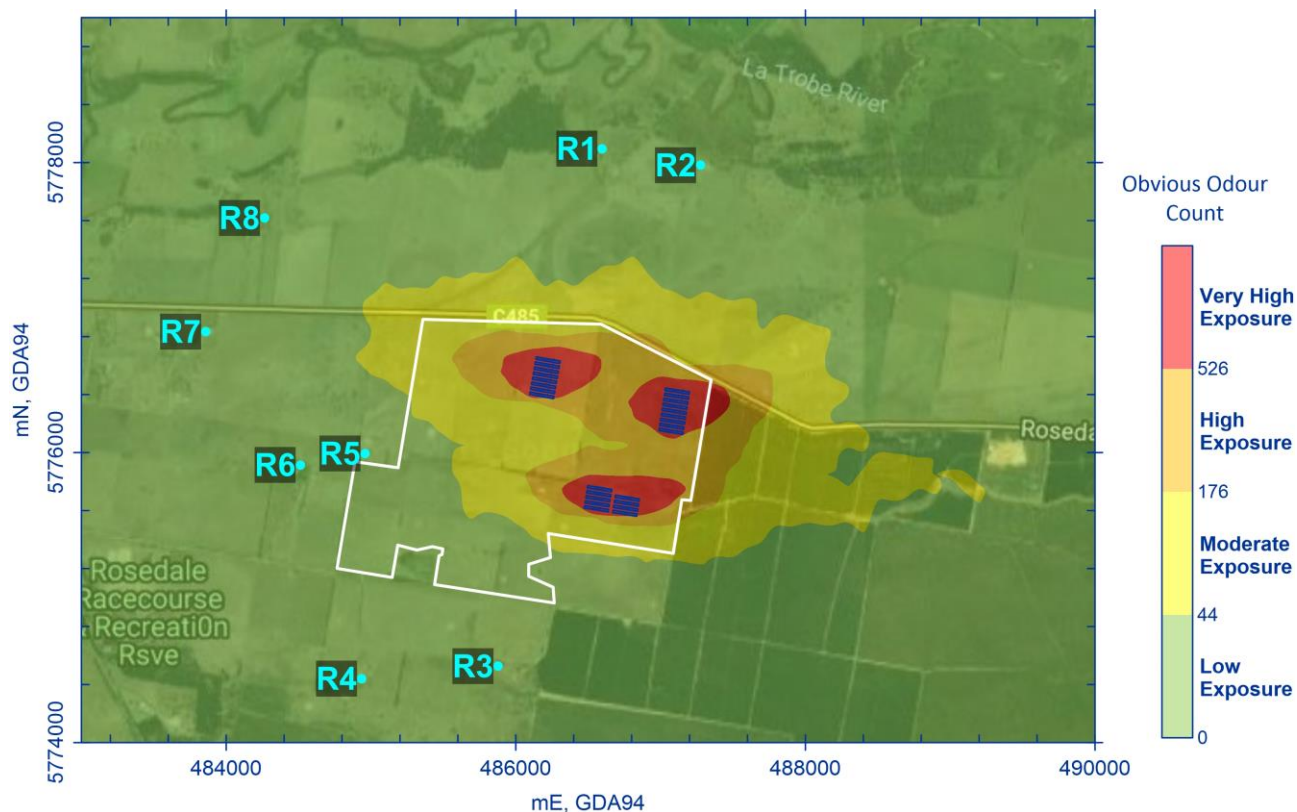 La Trobe River
R1
R2
R8
C485
R7
R5
R6
Roseda
Rosedale
Racecourse
& Recreati0n
Rsve
R3
R4
5778000
5776000
5774000
mN, GDA94
484000
486000
488000
490000
mE, GDA94
Obvious Odour
Count
Very High
Exposure
526
High
Exposure
176
Moderate
Exposure
44
Low
Exposure
0